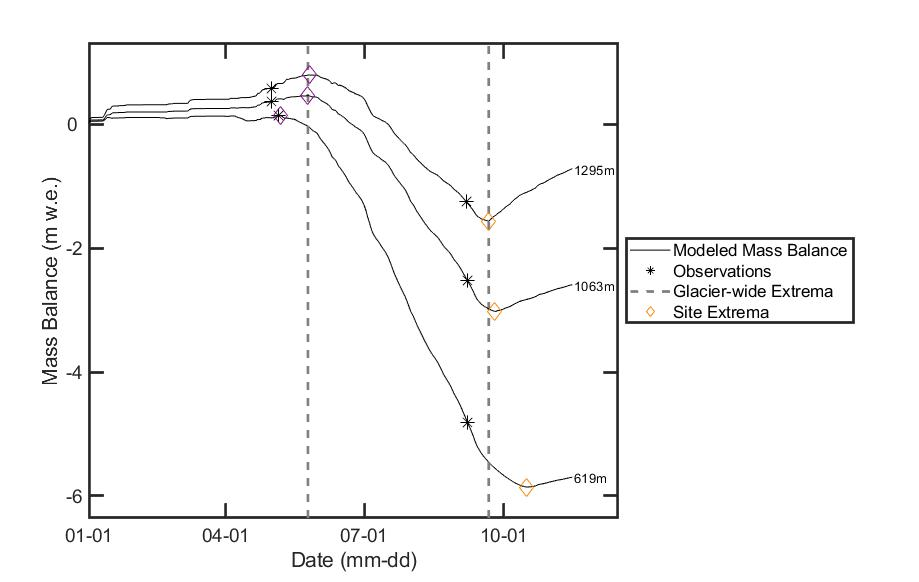 0
-2
-4
-6
Mass Balance (m w.e.)
01-01
04-01
07-01
10-01
Date (mm-dd)
1295m
1063m
619m
Modeled Mass Balance
Observations
Glacier-wide Extrema
Site Extrema